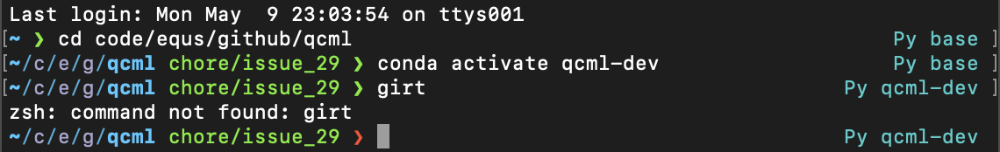 Last login: Mon May  9 23:03:54 on ttys001
[~ ❯ cd code/equs/github/qcml Py base ]
[~/c/e/g/qcml chore/issue_29 ❯ conda activate qcml-dev Py base ]
[~/c/e/g/qcml chore/issue_29 ❯ girt Py qcml-dev ]
zsh: command not found: girt
~/c/e/g/qcml chore/issue_29 ❯ Py qcml-dev